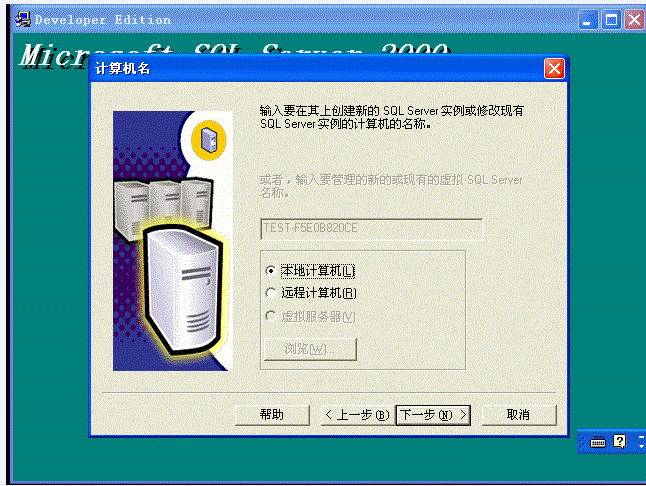 Developer Edition
Microsoft SQL Server 2000
计算机名
输入要在其上创建新的 SQL Server 实例或修改现有
SQL Server 实例的计算机的名称。
或者，输入要管理的新的或现有的虚拟 SQL Server
名称。
TEST-F5E0B820CE
本地计算机(L)
远程计算机(R)
虚拟服务器(V)
浏览(W)...
帮助
< 上一步(B)
下一步(N) >
取消